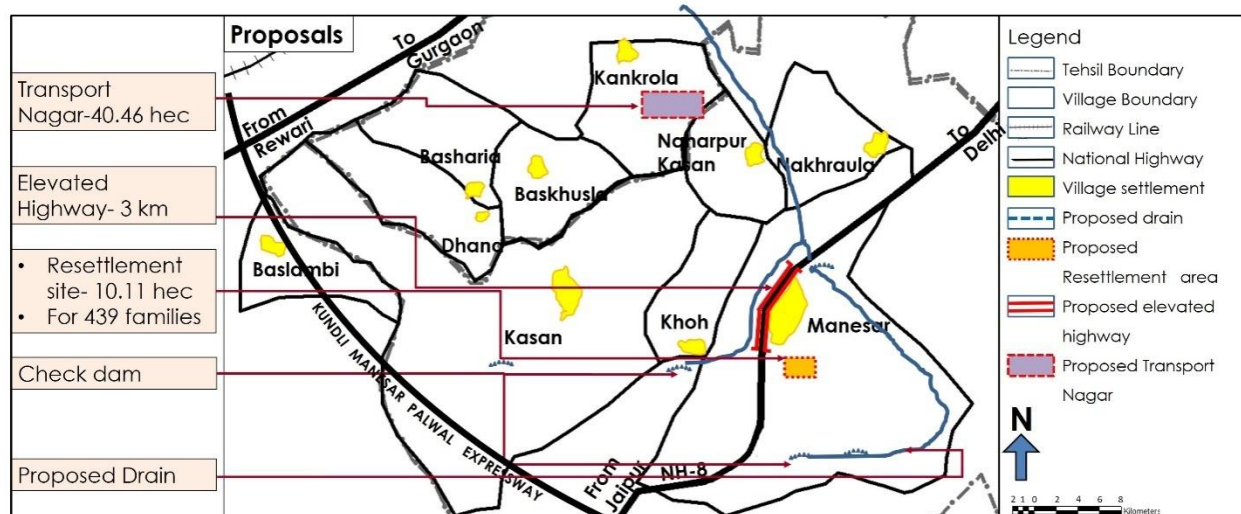 Proposals
Transport
Nagar-40.46 hec
Elevated
Highway- 3 km
• Resettlement
site- 10.11 hec
• For 439 families
Check dam
Proposed Drain
To
Gurgaon
From
Rewari
Kankrola
Naharpur
Kasan
Nakhraula
To
Delhi
Basharia
Baskhusla
Dhana
Baslambi
Kasan
Khoh
Manesar
KUNDLI MANESAR PALWAL EXPRESSWAY
From
Jaipur
NH-8
Legend
Tehsil Boundary
Village Boundary
Railway Line
National Highway
Village settlement
Proposed drain
Proposed
Resettlement area
Proposed elevated
highway
Proposed Transport
Nagar
N
2 1 0 2 4 6 8
Kilometers